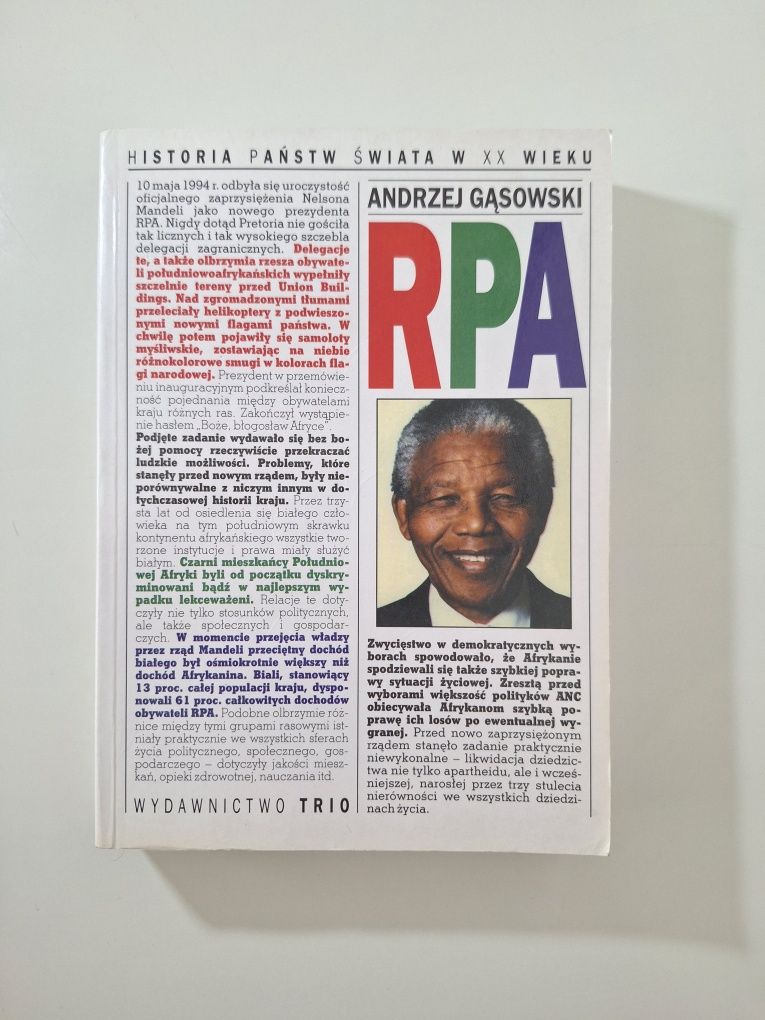 HISTORIA PAŃSTW ŚWIATA W XX WIEKU
10 maja 1994 r. odbyła się uroczystość
oficjalnego zaprzysiężenia Nelsona
Mandeli jako nowego prezydenta
RPA. Nigdy dotąd Pretoria nie gościła
tak licznych i tak wysokiego szczebla
delegacji zagranicznych. Delegacje
te, a także olbrzymia rzesza obywate-
li południowoafrykańskich wypełniły
szczelnie tereny przed Union Buil-
dings. Nad zgromadzonymi tłumami
przeleciały helikoptery z podwieszo-
nymi nowymi flagami państwa. W
chwilę potem pojawiły się samoloty
myśliwskie, zostawiając na niebie
różnokolorowe smugi w kolorach fla-
gi narodowej. Prezydent w przemówie-
niu inauguracyjnym podkreślał koniecz-
ność pojednania między obywatelami
kraju różnych ras. Zakończył wystąpie-
nie hasłem „Boże, błogosław Afryce".
Podjęte zadanie wydawało się bez bo-
żej pomocy rzeczywiście przekraczać
ludzkie możliwości. Problemy, które
stanęły przed nowym rządem, były nie-
porównywalne z niczym innym w do-
tychczasowej historii kraju. Przez trzy-
sta lat od osiedlenia się białego czło-
wieka na tym południowym skrawku
kontynentu afrykańskiego wszystkie two-
rzone instytucje i prawa miały służyć
białym. Czarni mieszkańcy Południo-
wej Afryki byli od początku dyskry-
minowani bądź w najlepszym wy-
padku lekceważeni. Relacje te doty-
czyły nie tylko stosunków politycznych,
ale także społecznych i gospodar-
czych. W momencie przejęcia władzy
przez rząd Mandeli przeciętny dochód
białego był ośmiokrotnie większy niż
dochód Afrykanina. Biali, stanowiący
13 proc. całej populacji kraju, dyspo-
nowali 61 proc. całkowitych dochodów
obywateli RPA. Podobne olbrzymie róż-
nice między tymi grupami rasowymi ist-
niały praktycznie we wszystkich sferach
życia politycznego, społecznego, gos-
podarczego – dotyczyły jakości miesz-
kań, opieki zdrowotnej, nauczania itd.
WYDAWNICTWO TRIO
ANDRZEJ GĄSOWSKI
RPA
Zwycięstwo w demokratycznych wy-
borach spowodowało, że Afrykanie
spodziewali się także szybkiej popra-
wy sytuacji życiowej. Zresztą przed
wyborami większość polityków ANC
obiecywała Afrykanom szybką po-
prawę ich losów po ewentualnej wy-
granej. Przed nowo zaprzysiężonym
rządem stanęło zadanie praktycznie
niewykonalne – likwidacja dziedzic-
twa nie tylko apartheidu, ale i wcześ-
niejszej, narosłej przez trzy stulecia
nierówności we wszystkich dziedzi-
nach życia.